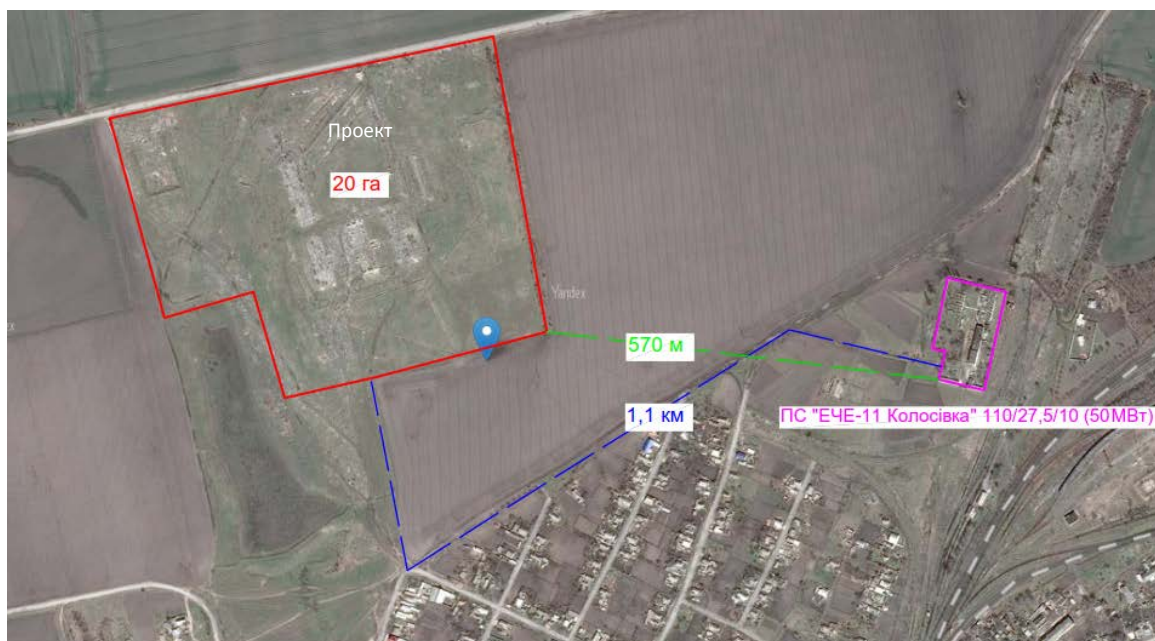 Проект
20 га
Yandex
570 м
1,1 км
ПС "ЕЧЕ-11 Колосівка" 110/27,5/10 (50МВт)